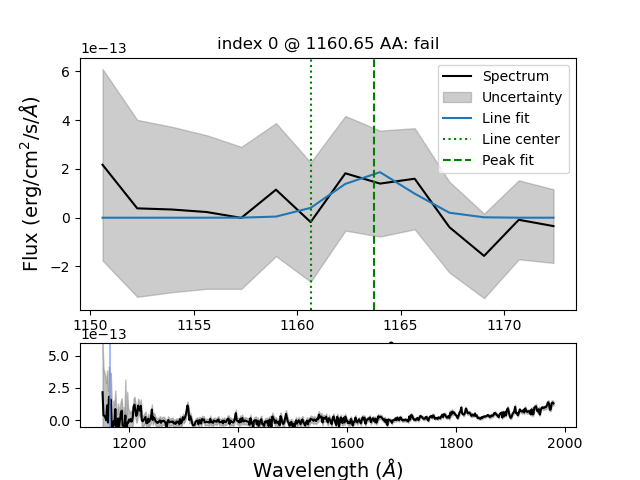 index 0 @ 1160.65 AA: fail
1e−13
Flux (erg/cm²/s/Å)
6
4
2
0
−2
Spectrum
Uncertainty
Line fit
Line center
Peak fit
1150 1155 1160 1165 1170
1e−13
5.0
2.5
0.0
1200 1400 1600 1800 2000
Wavelength (Å)